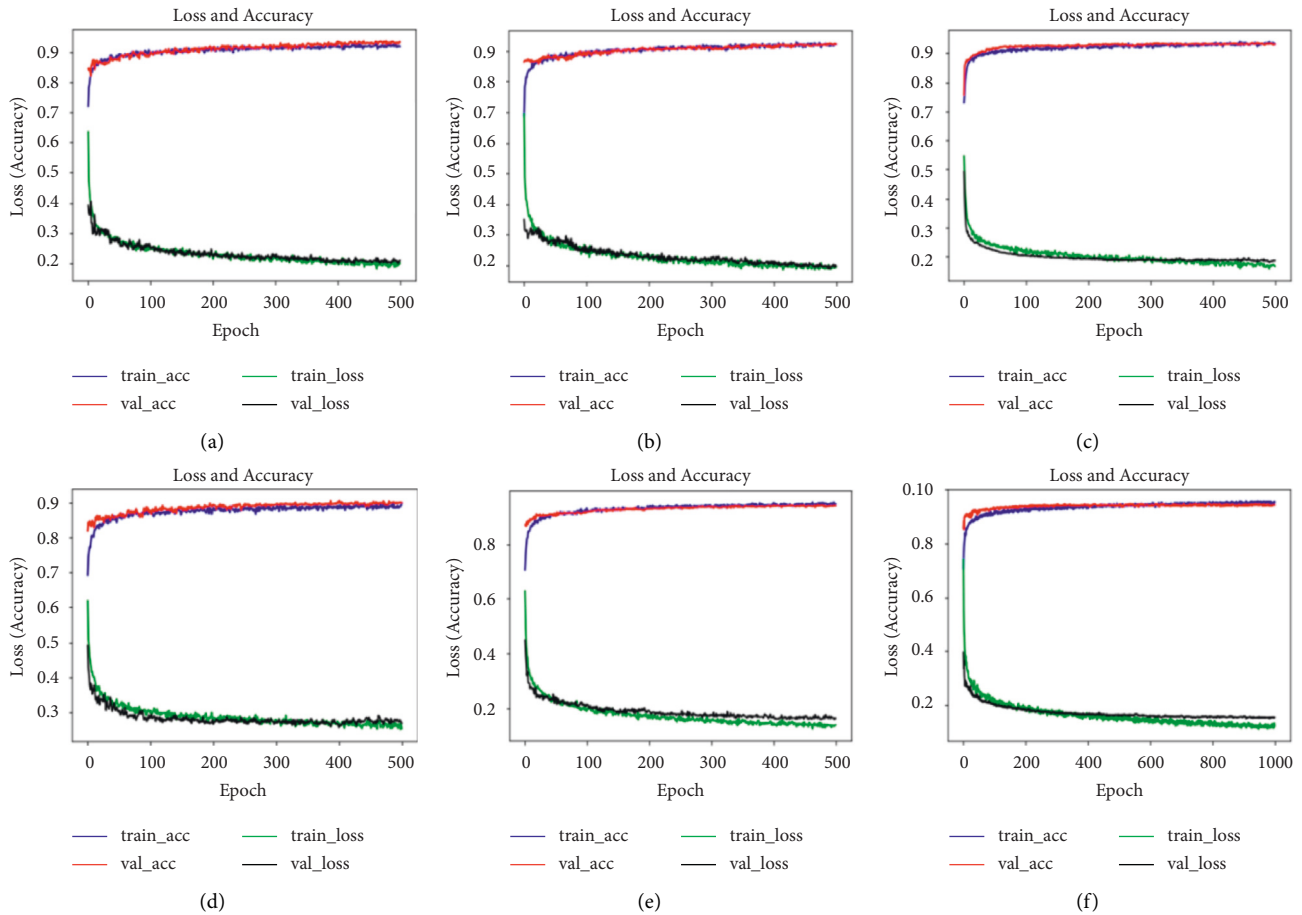 Loss and Accuracy
0.9
0.8
0.7
0.6
0.5
0.4
0.3
0.2
Loss (Accuracy)
0 100 200 300 400 500
Epoch
train_acc train_loss
val_acc val_loss
(a)
Loss and Accuracy
0.9
0.8
0.7
0.6
0.5
0.4
0.3
0.2
Loss (Accuracy)
0 100 200 300 400 500
Epoch
train_acc train_loss
val_acc val_loss
(b)
Loss and Accuracy
0.9
0.8
0.7
0.6
0.5
0.4
0.3
0.2
Loss (Accuracy)
0 100 200 300 400 500
Epoch
train_acc train_loss
val_acc val_loss
(c)
Loss and Accuracy
0.9
0.8
0.7
0.6
0.5
0.4
0.3
Loss (Accuracy)
0 100 200 300 400 500
Epoch
train_acc train_loss
val_acc val_loss
(d)
Loss and Accuracy
0.8
0.6
0.4
0.2
Loss (Accuracy)
0 100 200 300 400 500
Epoch
train_acc train_loss
val_acc val_loss
(e)
Loss and Accuracy
0.10
0.8
0.6
0.4
0.2
Loss (Accuracy)
0 200 400 600 800 1000
Epoch
train_acc train_loss
val_acc val_loss
(f)